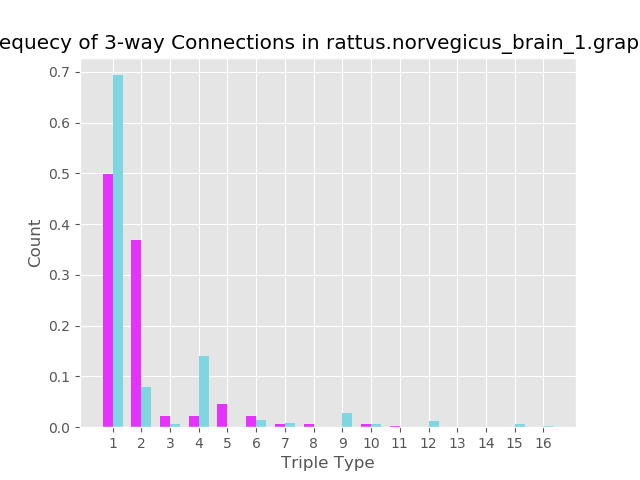 equecy of 3-way Connections in rattus.norvegicus_brain_1.grap
0.7
0.6
0.5
0.4
0.3
0.2
0.1
0.0
Count
1 2 3 4 5 6 7 8 9 10 11 12 13 14 15 16
Triple Type